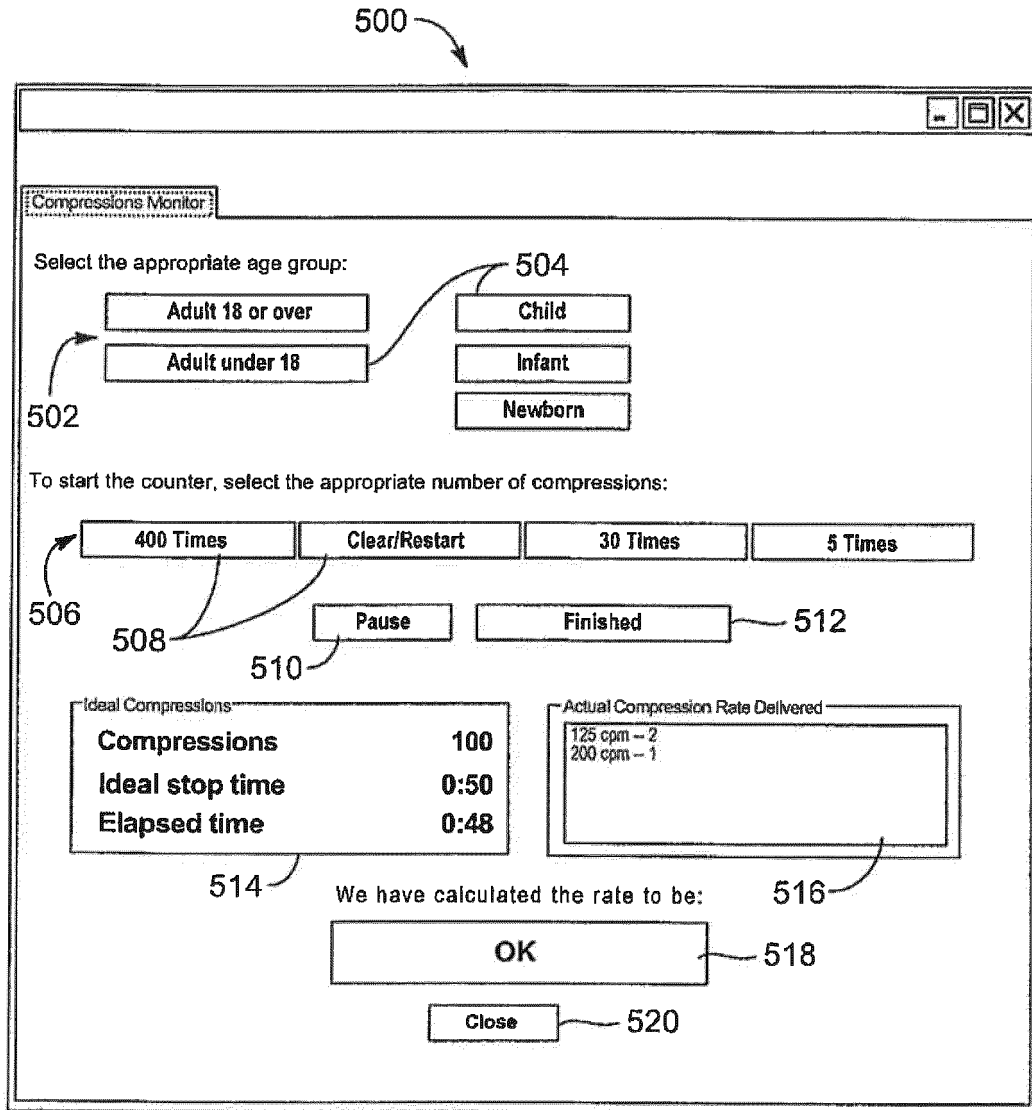 500
Compressions Monitor
Select the appropriate age group:
504
Adult 18 or over
Child
Adult under 18
Infant
502
Newborn
To start the counter, select the appropriate number of compressions:
400 Times
Clear/Restart
30 Times
5 Times
506
508
Pause
Finished
512
510
Ideal Compressions
Compressions 100
Ideal stop time 0:50
Elapsed time 0:48
Actual Compression Rate Delivered
125 cpm – 2
200 cpm – 1
514
516
We have calculated the rate to be:
OK
518
Close
520